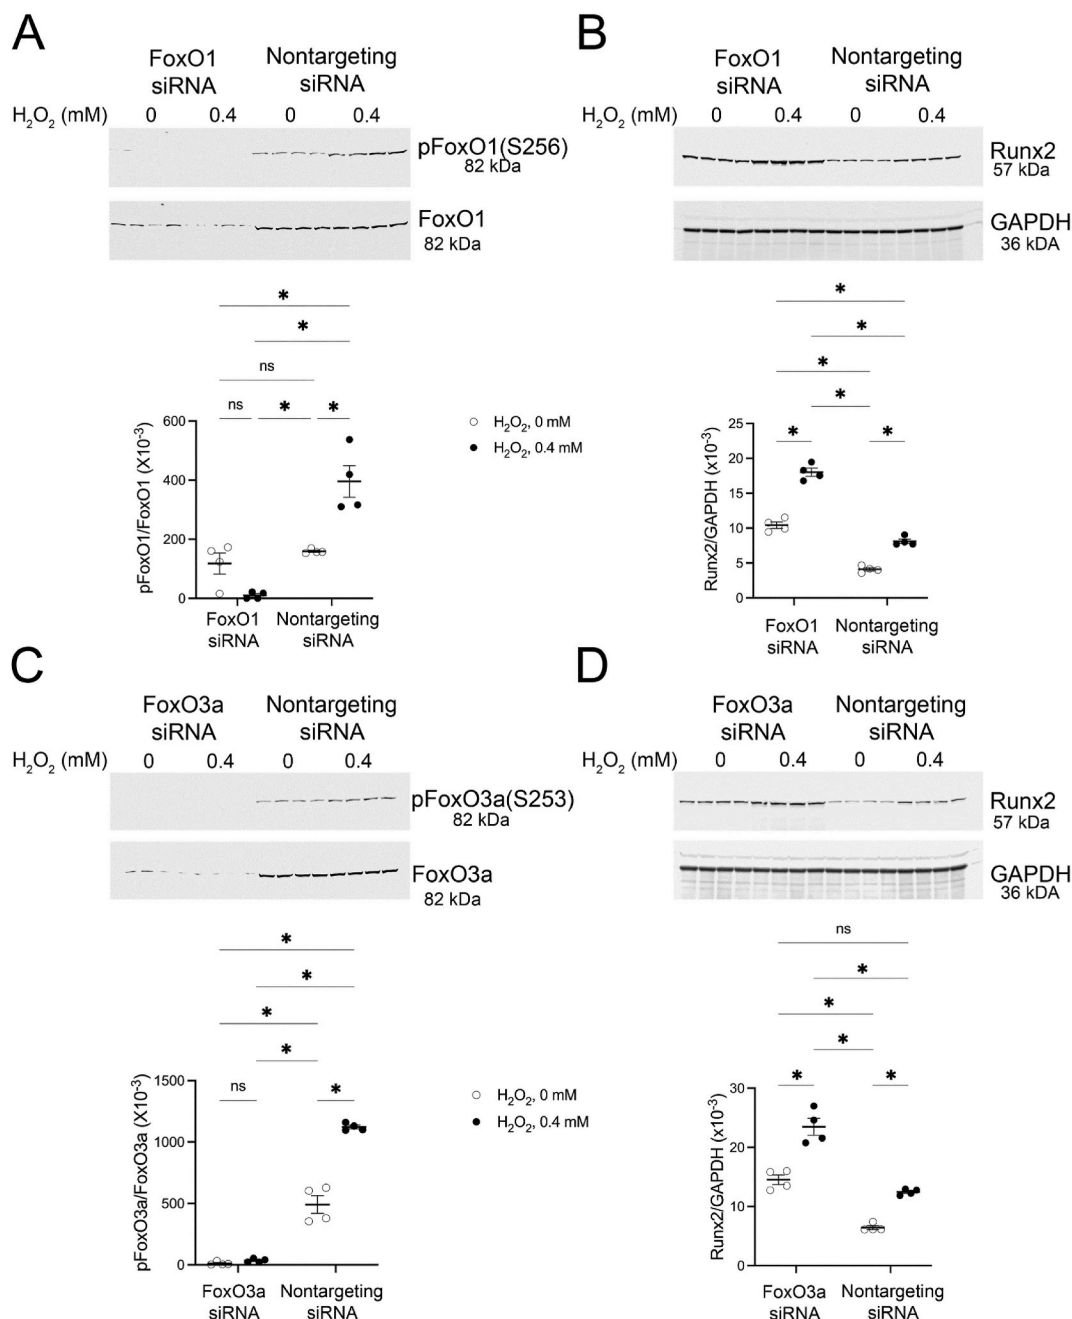 A
FoxO1 siRNA
Nontargeting siRNA
H2O2 (mM) 0 0.4 0 0.4
pFoxO1(S256)
82 kDa
FoxO1
82 kDa
*
*
ns
ns * *
pFoxO1/FoxO1 (X10-3)
600
400
200
0
FoxO1 siRNA
Nontargeting siRNA
H2O2, 0 mM
H2O2, 0.4 mM
B
FoxO1 siRNA
Nontargeting siRNA
H2O2 (mM) 0 0.4 0 0.4
Runx2
57 kDa
GAPDH
36 kDA
*
*
*
*
* *
Runx2/GAPDH (x10-3)
25
20
15
10
5
0
FoxO1 siRNA
Nontargeting siRNA
C
FoxO3a siRNA
Nontargeting siRNA
H2O2 (mM) 0 0.4 0 0.4
pFoxO3a(S253)
82 kDa
FoxO3a
82 kDa
*
*
*
*
ns *
pFoxO3a/FoxO3a (X10-3)
1500
1000
500
0
FoxO3a siRNA
Nontargeting siRNA
H2O2, 0 mM
H2O2, 0.4 mM
D
FoxO3a siRNA
Nontargeting siRNA
H2O2 (mM) 0 0.4 0 0.4
Runx2
57 kDa
GAPDH
36 kDA
ns
*
*
*
* *
Runx2/GAPDH (x10-3)
30
20
10
0
FoxO3a siRNA
Nontargeting siRNA